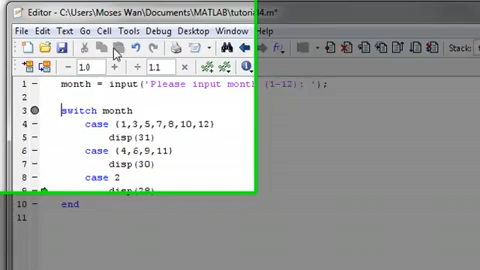 Editor - C:\Users\Moses Wan\Documents\MATLAB\tutorial4.m*
File Edit Text Go Cell Tools Debug Desktop Window
Stack:
1.0 1.1
1 month = input('Please input month (1-12): ');
2
3 switch month
4 case {1,3,5,7,8,10,12}
5 disp(31)
6 case {4,6,9,11}
7 disp(30)
8 case 2
9 disp(28)
10 end
11